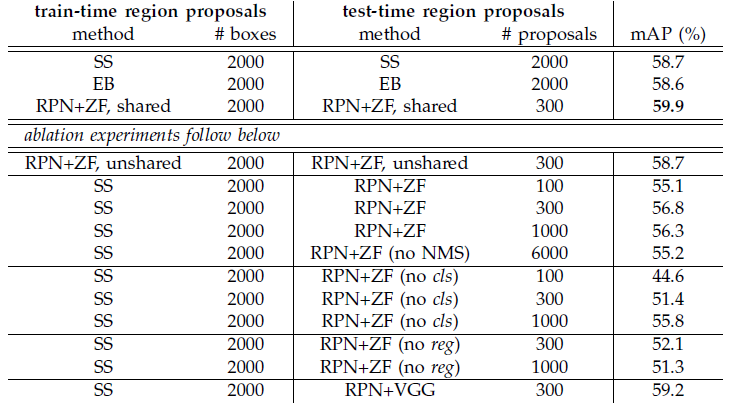 train-time region proposals test-time region proposals
method # boxes method # proposals mAP (%)
SS 2000 SS 2000 58.7
EB 2000 EB 2000 58.6
RPN+ZF, shared 2000 RPN+ZF, shared 300 59.9
ablation experiments follow below
RPN+ZF, unshared 2000 RPN+ZF, unshared 300 58.7
SS 2000 RPN+ZF 100 55.1
SS 2000 RPN+ZF 300 56.8
SS 2000 RPN+ZF 1000 56.3
SS 2000 RPN+ZF (no NMS) 6000 55.2
SS 2000 RPN+ZF (no cls) 100 44.6
SS 2000 RPN+ZF (no cls) 300 51.4
SS 2000 RPN+ZF (no cls) 1000 55.8
SS 2000 RPN+ZF (no reg) 300 52.1
SS 2000 RPN+ZF (no reg) 1000 51.3
SS 2000 RPN+VGG 300 59.2